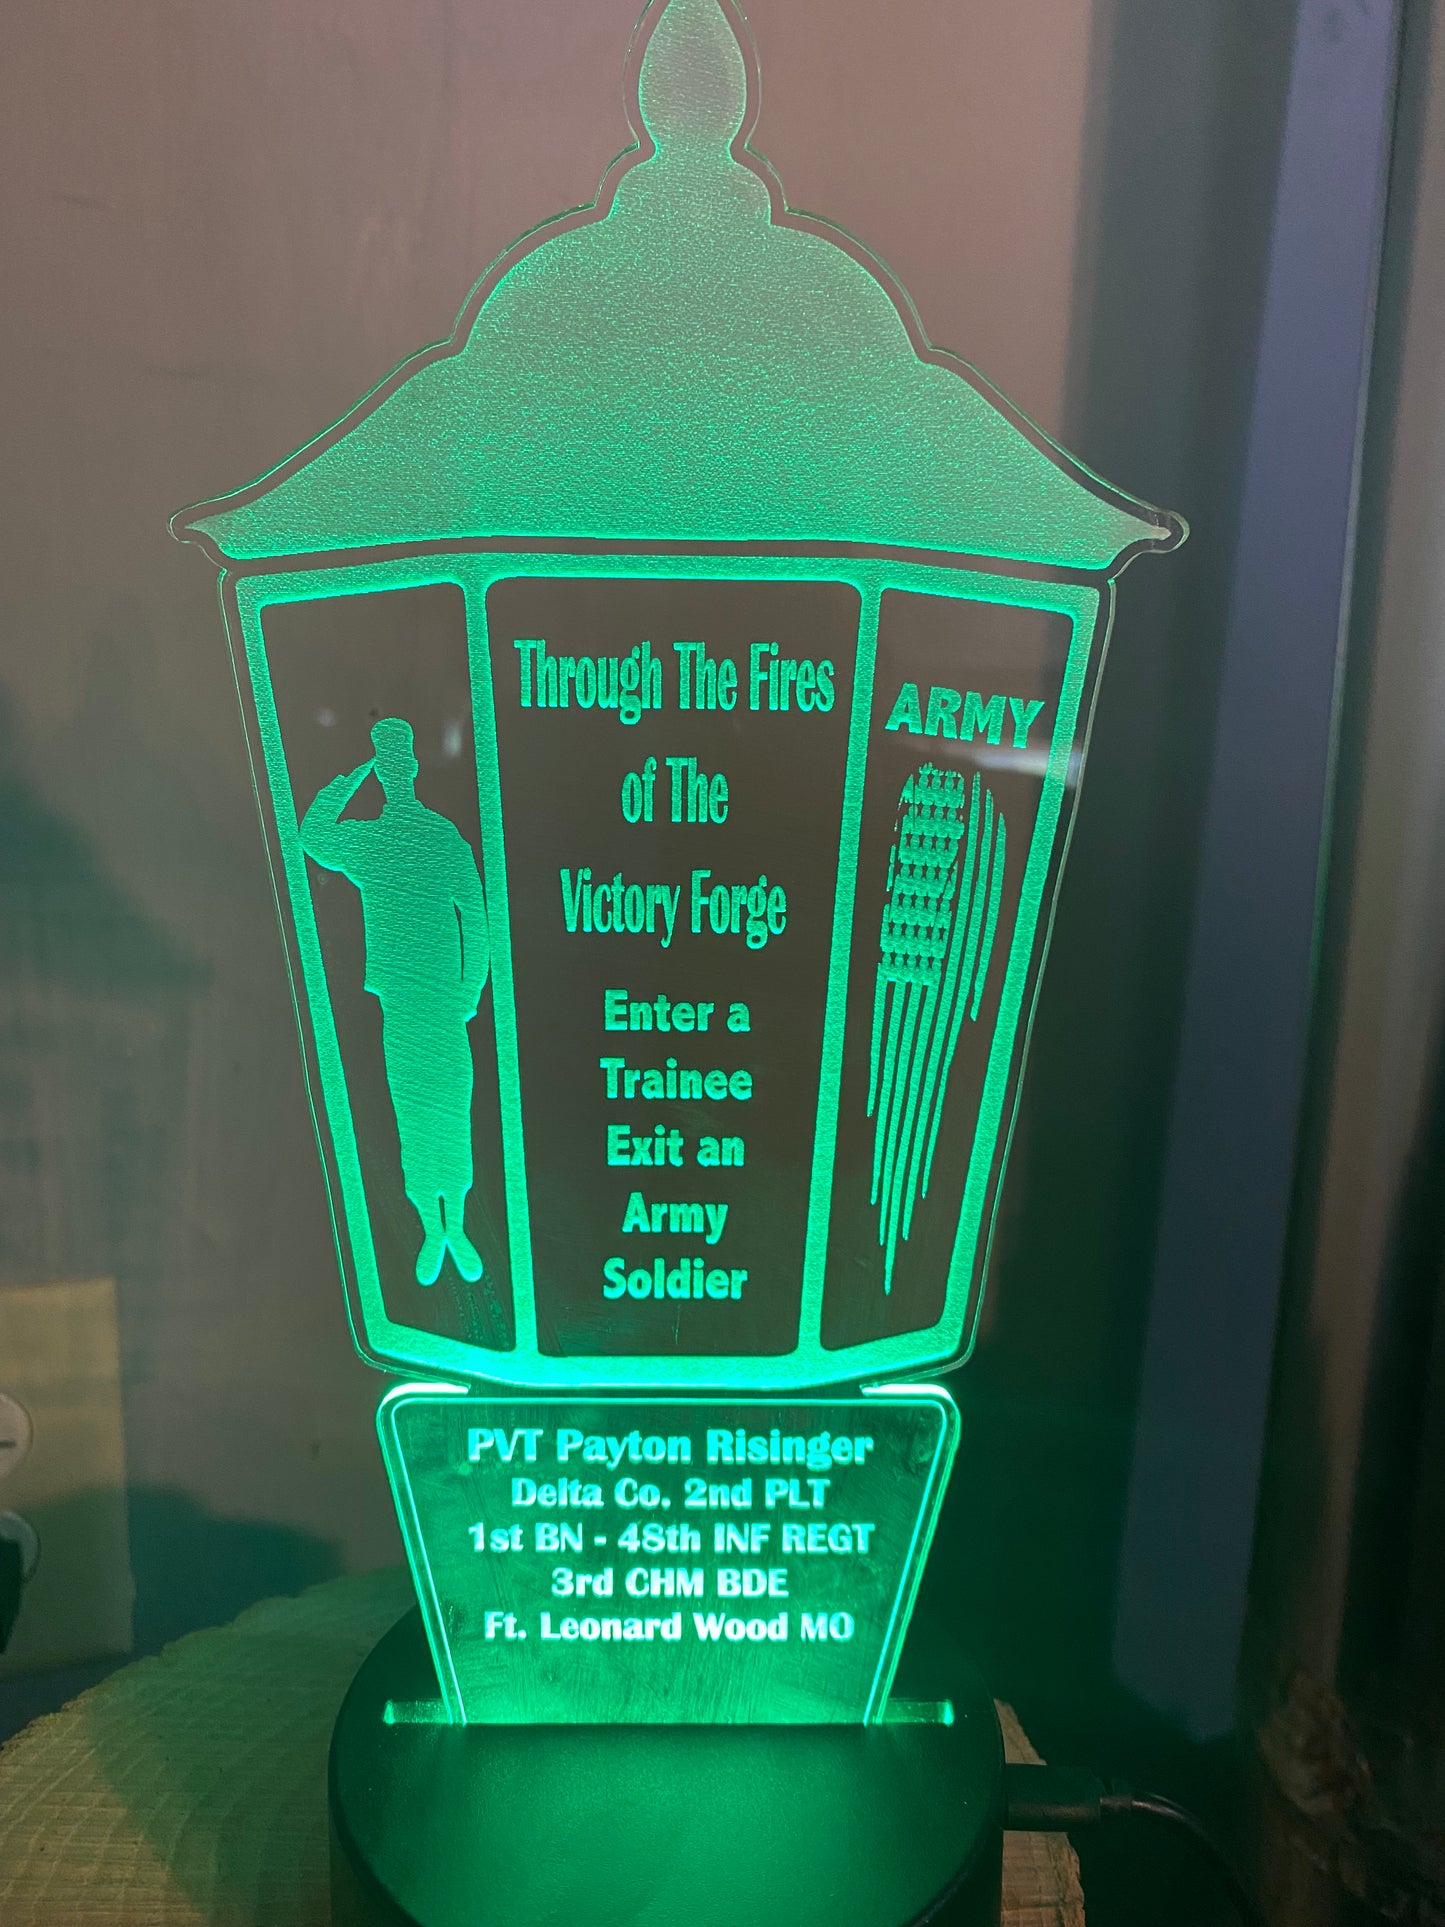 Through The Fires
of The
Victory Forge
Enter a
Trainee
Exit an
Army
Soldier
ARMY
PVT Payton Risinger
Delta Co. 2nd PLT
1st BN - 48th INF REGT
3rd CHM BDE
Ft. Leonard Wood MO